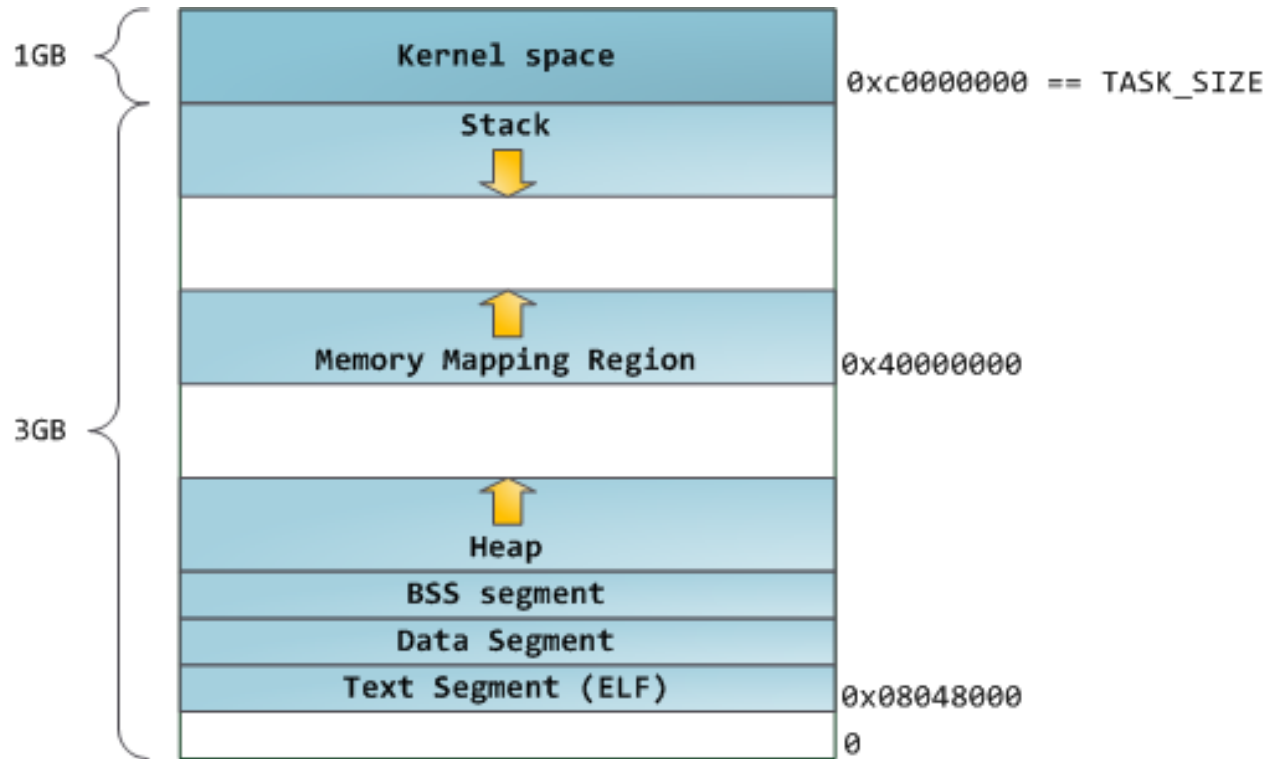 1GB
Kernel space
0xc0000000 == TASK_SIZE
Stack
Memory Mapping Region
0x40000000
3GB
Heap
BSS segment
Data Segment
Text Segment (ELF)
0x08048000
0